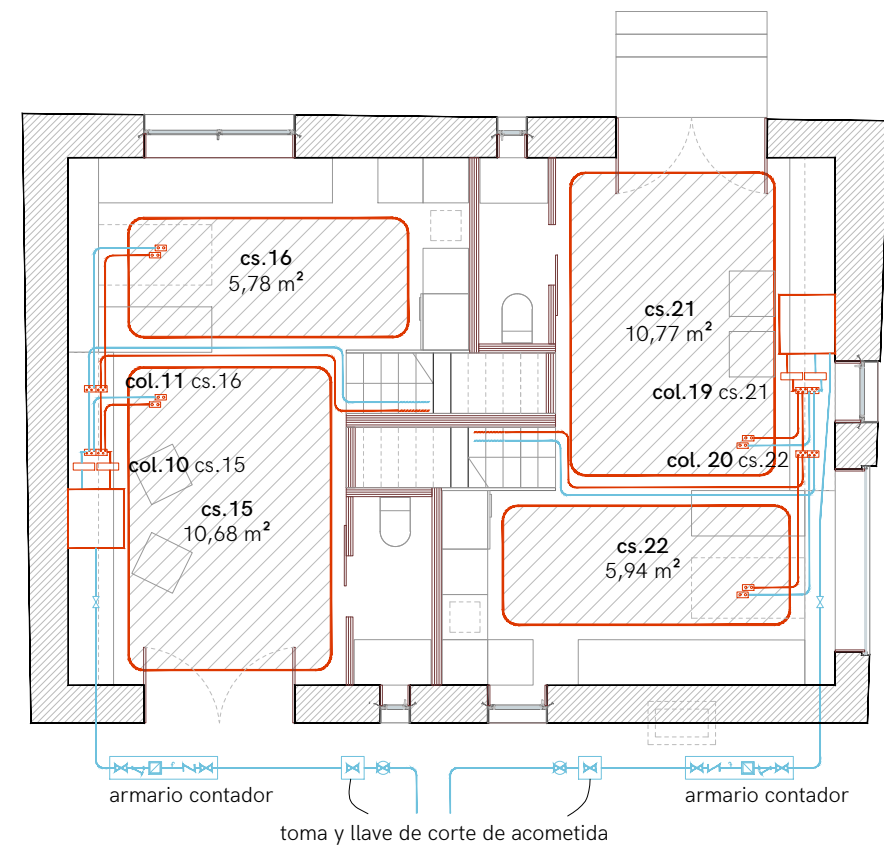 cs.16
5,78 m²
cs.21
10,77 m²
col.11 cs.16
col.19 cs.21
col.10 cs.15
col. 20 cs.22
cs.15
10,68 m²
cs.22
5,94 m²
armario contador
armario contador
toma y llave de corte de acometida